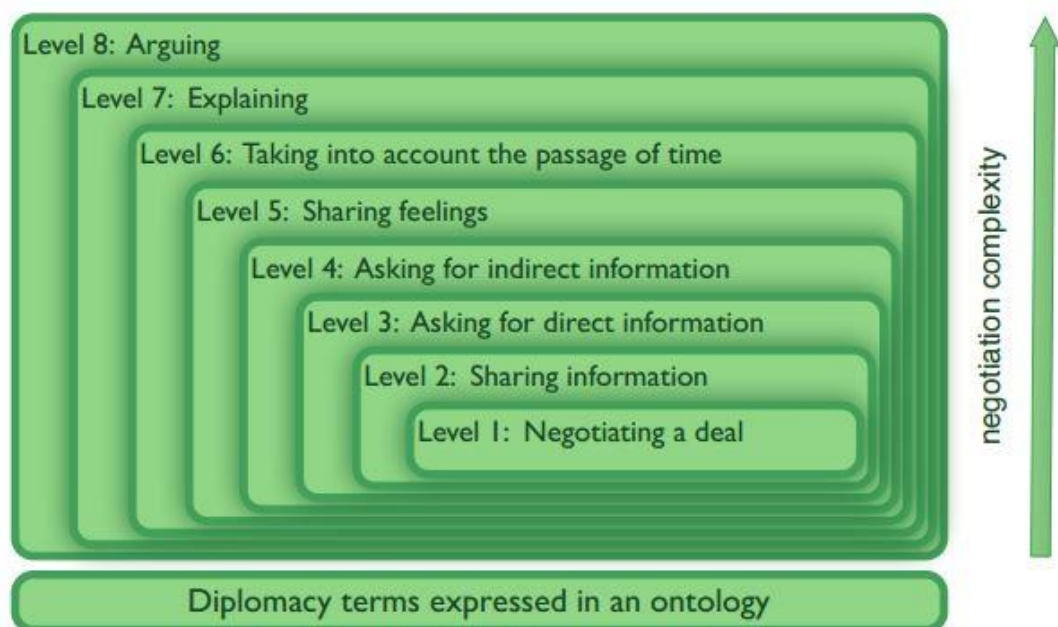 Level 8: Arguing
Level 7: Explaining
Level 6: Taking into account the passage of time
Level 5: Sharing feelings
Level 4: Asking for indirect information
Level 3: Asking for direct information
Level 2: Sharing information
Level 1: Negotiating a deal
Diplomacy terms expressed in an ontology
negotiation complexity